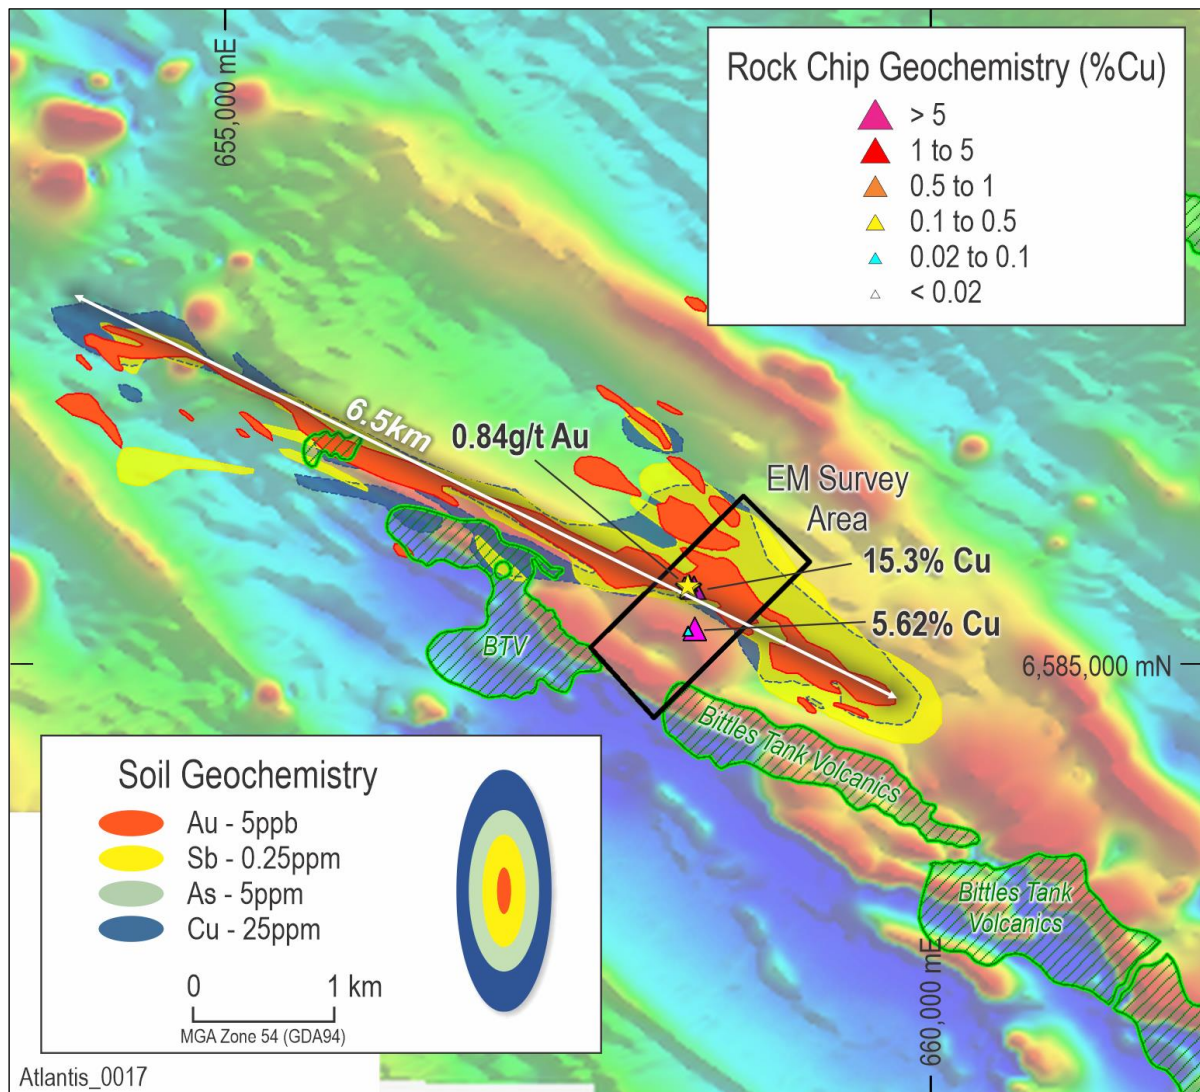 655,000 mE
Rock Chip Geochemistry (%Cu)
> 5
1 to 5
0.5 to 1
0.1 to 0.5
0.02 to 0.1
< 0.02
6.5km
0.84g/t Au
EM Survey
Area
15.3% Cu
5.62% Cu
BTV
6,585,000 mN
Bittles Tank Volcanics
Bittles Tank
Volcanics
660,000 mE
Soil Geochemistry
Au - 5ppb
Sb - 0.25ppm
As - 5ppm
Cu - 25ppm
0 1 km
MGA Zone 54 (GDA94)
Atlantis_0017